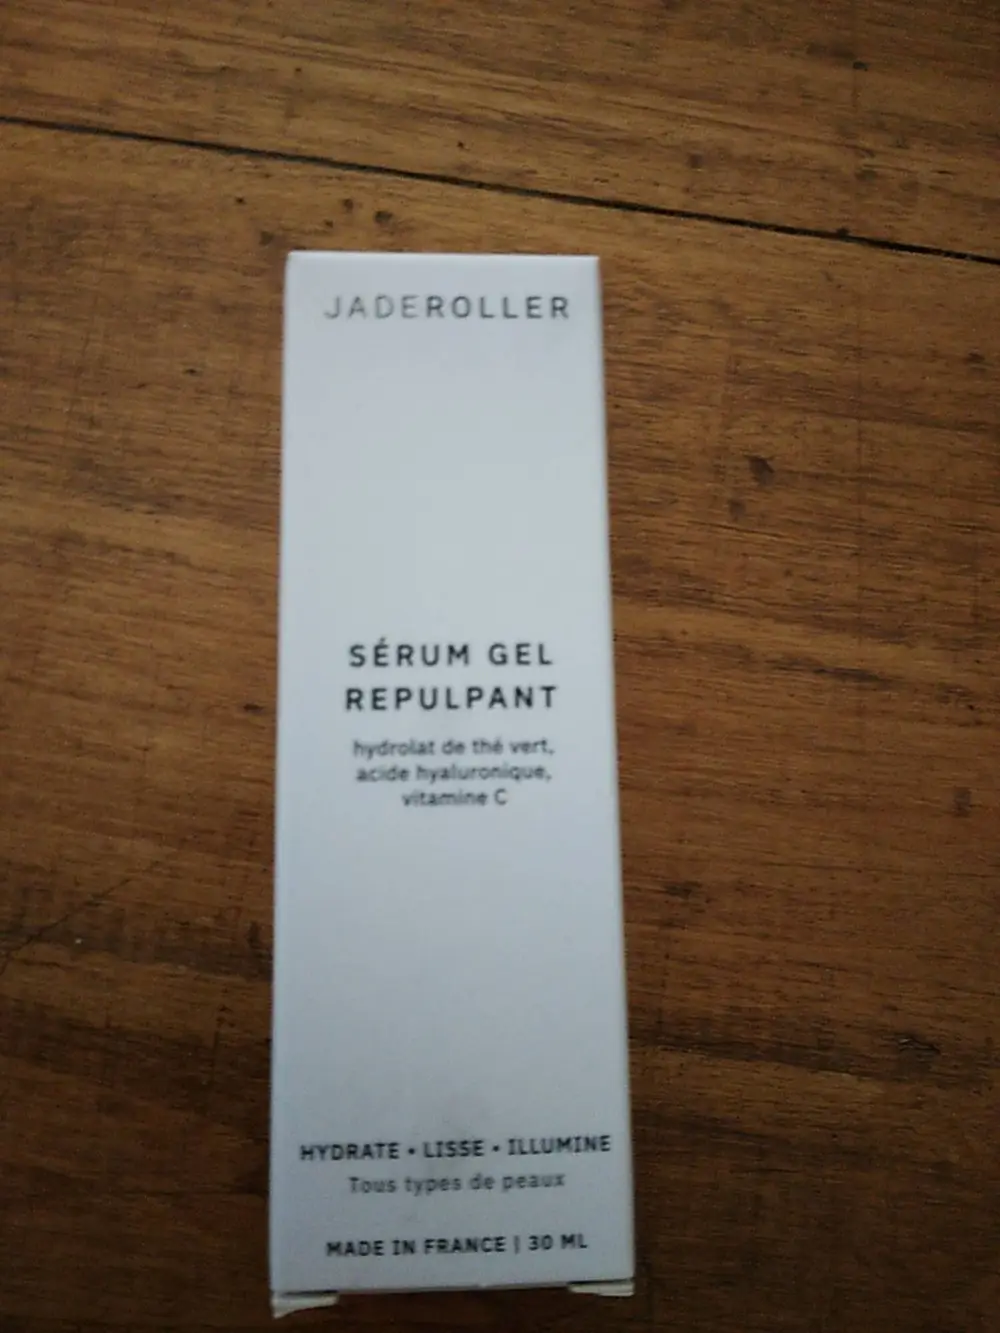 JADEROLLER
SÉRUM GEL
REPULPANT
hydrolat de thé vert,
acide hyaluronique,
vitamine C
HYDRATE • LISSE • ILLUMINE
Tous types de peaux
MADE IN FRANCE | 30 ML